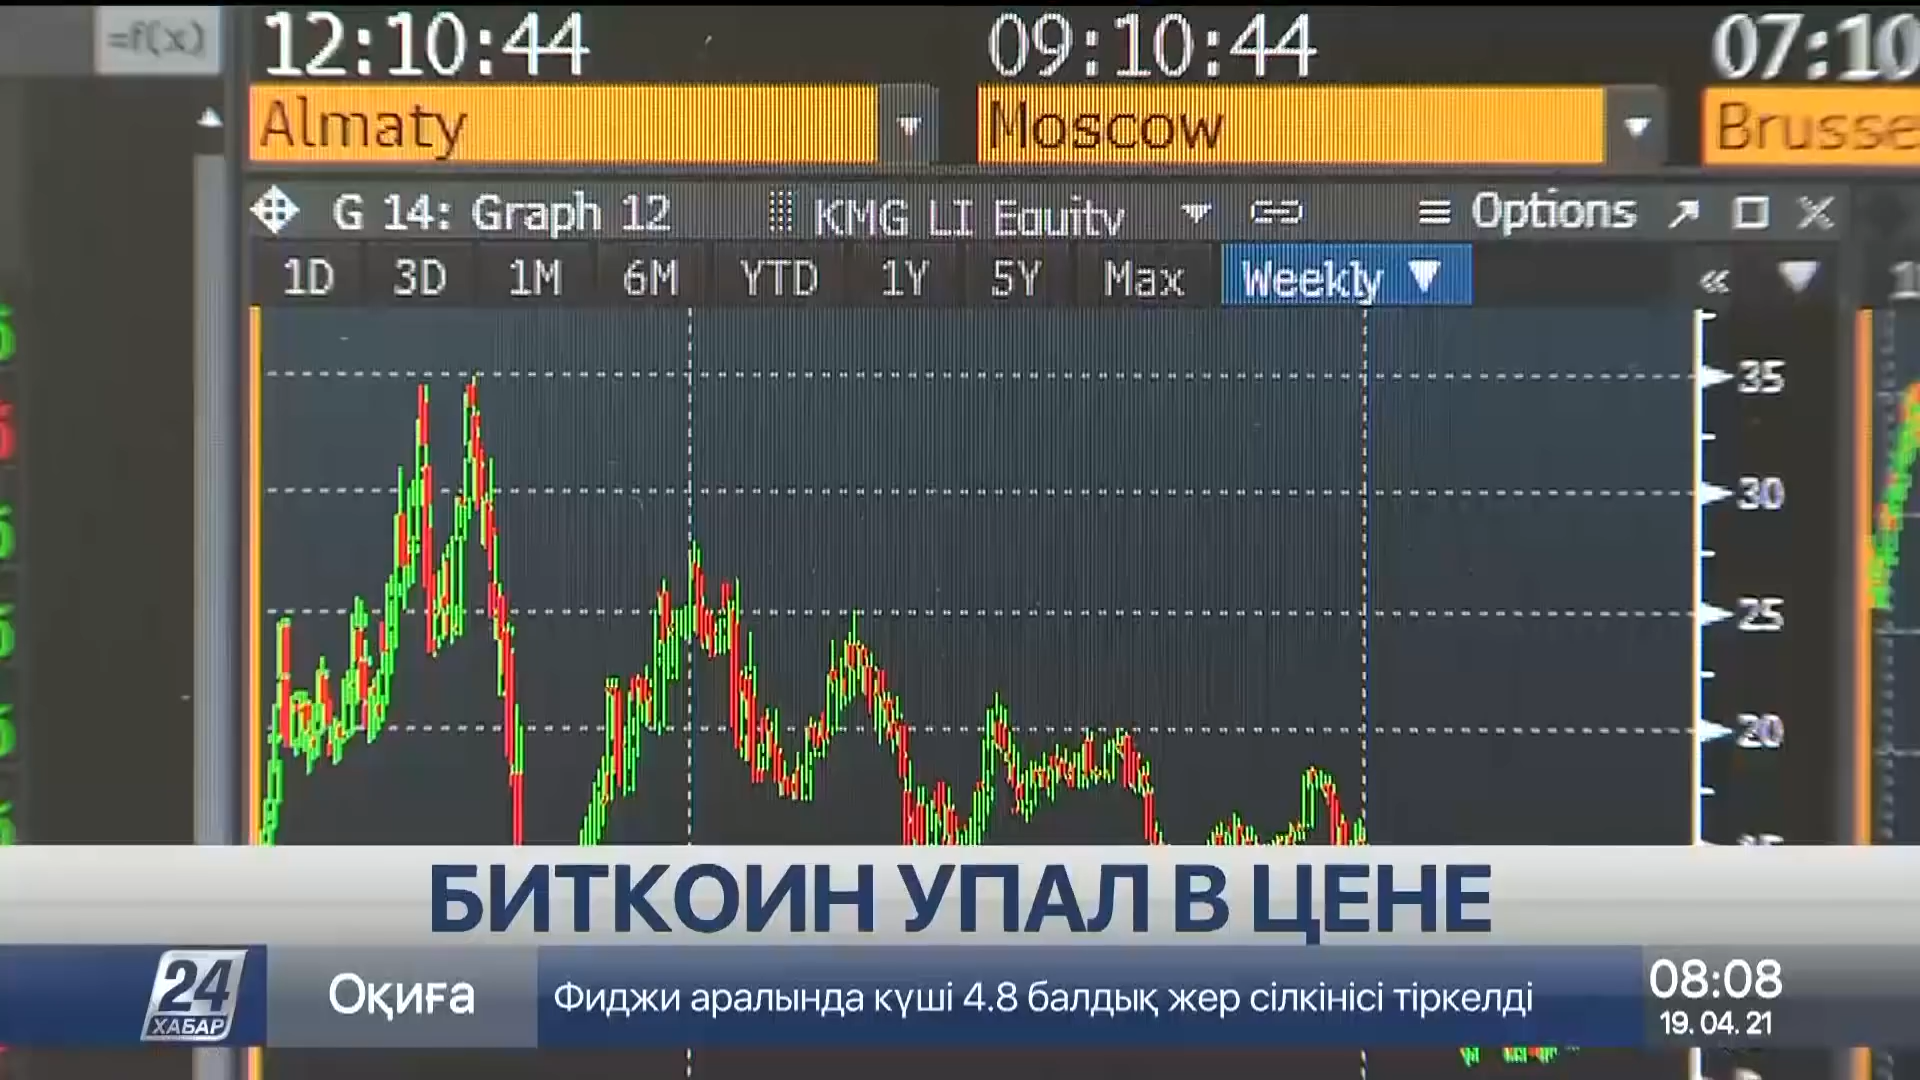 =f(x)
12:10:44
09:10:44
07:10
Almaty
Moscow
G 14: Graph 12
KMG LI Equity
Options
1D 3D 1M 6M YTD 1Y 5Y Max Weekly
35
30
25
20
БИТКОИН УПАЛ В ЦЕНЕ
24
ХАБАР
Оқиға
Фиджи аралында күші 4.8 балдық жер сілкінісі тіркелді
08:08
19.04.21